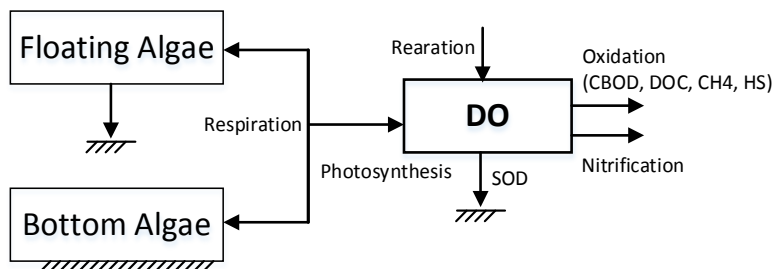 Floating Algae
Rearation
Oxidation
(CBOD, DOC, CH4, HS)
DO
Respiration
Photosynthesis
SOD
Nitrification
Bottom Algae